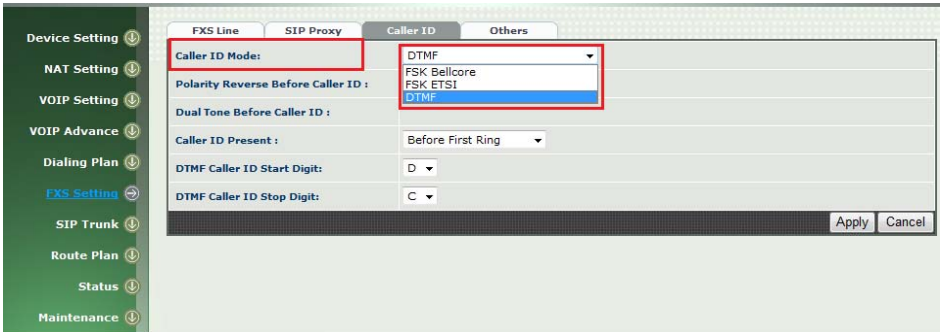 Device Setting
NAT Setting
VOIP Setting
VOIP Advance
Dialing Plan
FXS Setting
SIP Trunk
Route Plan
Status
Maintenance
FXS Line SIP Proxy Caller ID Others
Caller ID Mode: DTMF
FSK Bellcore
FSK ETSI
DTMF
Polarity Reverse Before Caller ID :
Dual Tone Before Caller ID :
Caller ID Present : Before First Ring
DTMF Caller ID Start Digit: D
DTMF Caller ID Stop Digit: C
Apply Cancel